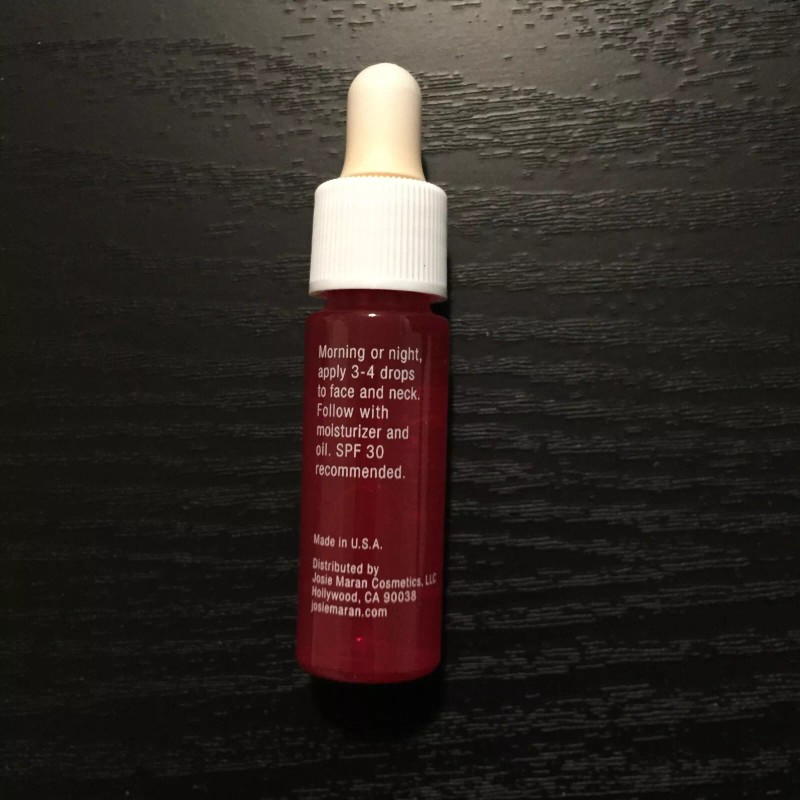 Morning or night,
apply 3-4 drops
to face and neck.
Follow with
moisturizer and
oil. SPF 30
recommended.
Made in U.S.A.
Distributed by
Josie Maran Cosmetics, LLC
Hollywood, CA 90038
josiemaran.com